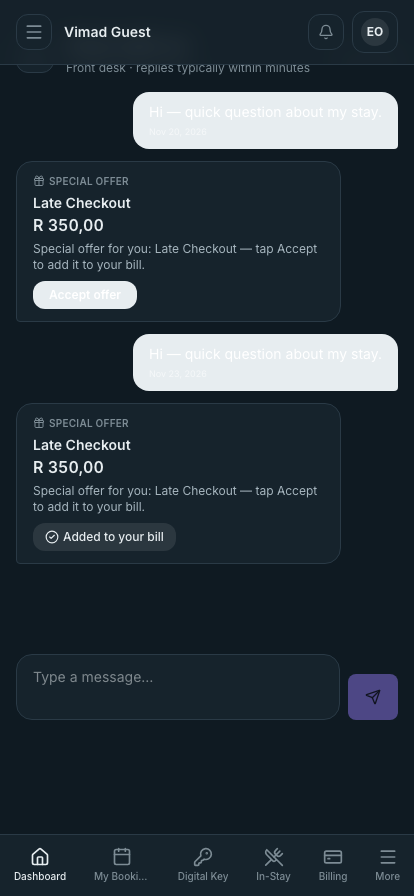 Vimad Guest
EO
Front desk · replies typically within minutes
Hi — quick question about my stay.
SPECIAL OFFER
Late Checkout
R 350,00
Special offer for you: Late Checkout — tap Accept
to add it to your bill.
Accept offer
Hi — quick question about my stay.
SPECIAL OFFER
Late Checkout
R 350,00
Special offer for you: Late Checkout — tap Accept
to add it to your bill.
Added to your bill
Type a message...
Dashboard
My Booki...
Digital Key
In-Stay
Billing
More